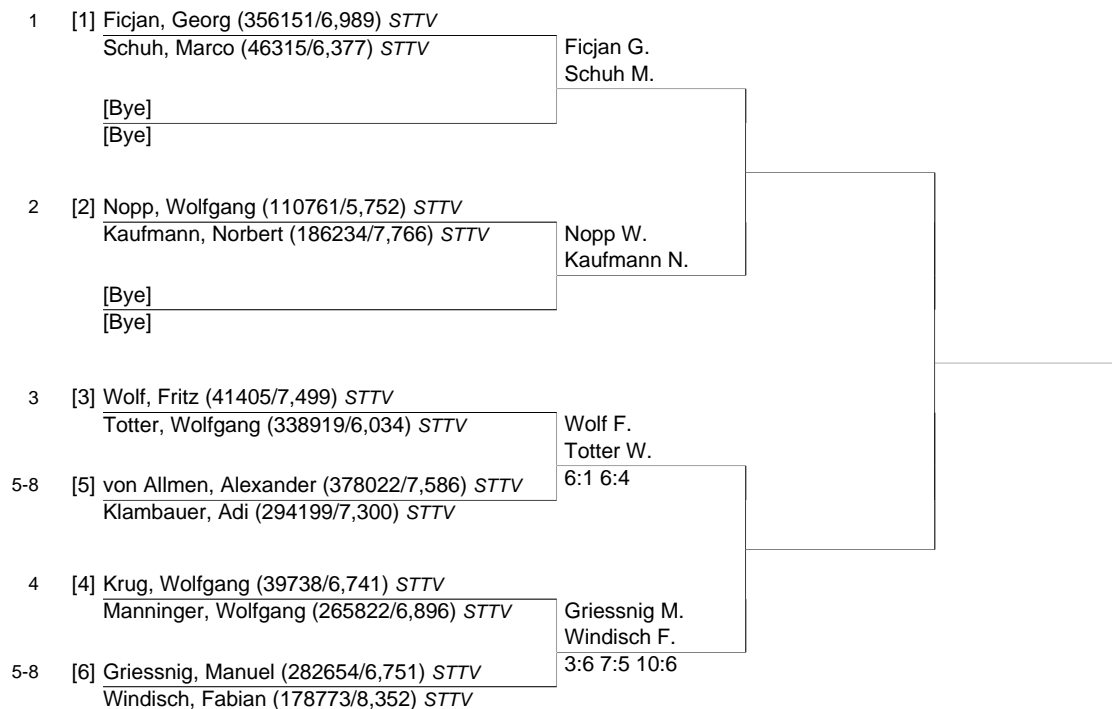 1 [1] Ficjan, Georg (356151/6,989) STTV
Schuh, Marco (46315/6,377) STTV
Ficjan G.
Schuh M.
[Bye]
[Bye]
2 [2] Nopp, Wolfgang (110761/5,752) STTV
Kaufmann, Norbert (186234/7,766) STTV
Nopp W.
Kaufmann N.
[Bye]
[Bye]
3 [3] Wolf, Fritz (41405/7,499) STTV
Totter, Wolfgang (338919/6,034) STTV
Wolf F.
Totter W.
6:1 6:4
5-8 [5] von Allmen, Alexander (378022/7,586) STTV
Klambauer, Adi (294199/7,300) STTV
4 [4] Krug, Wolfgang (39738/6,741) STTV
Manninger, Wolfgang (265822/6,896) STTV
Griessnig M.
Windisch F.
3:6 7:5 10:6
5-8 [6] Griessnig, Manuel (282654/6,751) STTV
Windisch, Fabian (178773/8,352) STTV